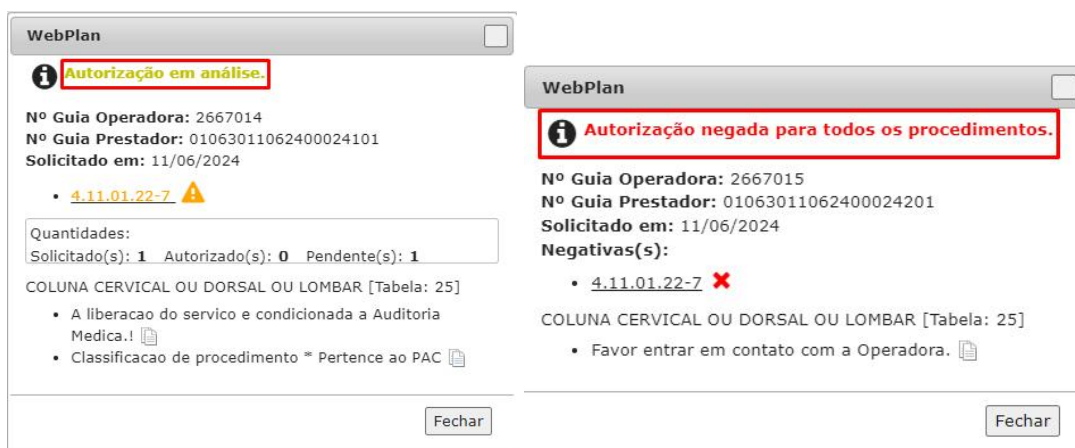 WebPlan
Autorização em análise.
Nº Guia Operadora: 2667014
Nº Guia Prestador: 01063011062400024101
Solicitado em: 11/06/2024
• 4.11.01.22-7
Quantidades:
Solicitado(s): 1 Autorizado(s): 0 Pendente(s): 1
COLUNA CERVICAL OU DORSAL OU LOMBAR [Tabela: 25]
• A liberacao do servico e condicionada a Auditoria
Medica.!
• Classificacao de procedimento * Pertence ao PAC
Fechar
WebPlan
Autorização negada para todos os procedimentos.
Nº Guia Operadora: 2667015
Nº Guia Prestador: 01063011062400024201
Solicitado em: 11/06/2024
Negativas(s):
• 4.11.01.22-7
COLUNA CERVICAL OU DORSAL OU LOMBAR [Tabela: 25]
• Favor entrar em contato com a Operadora.
Fechar